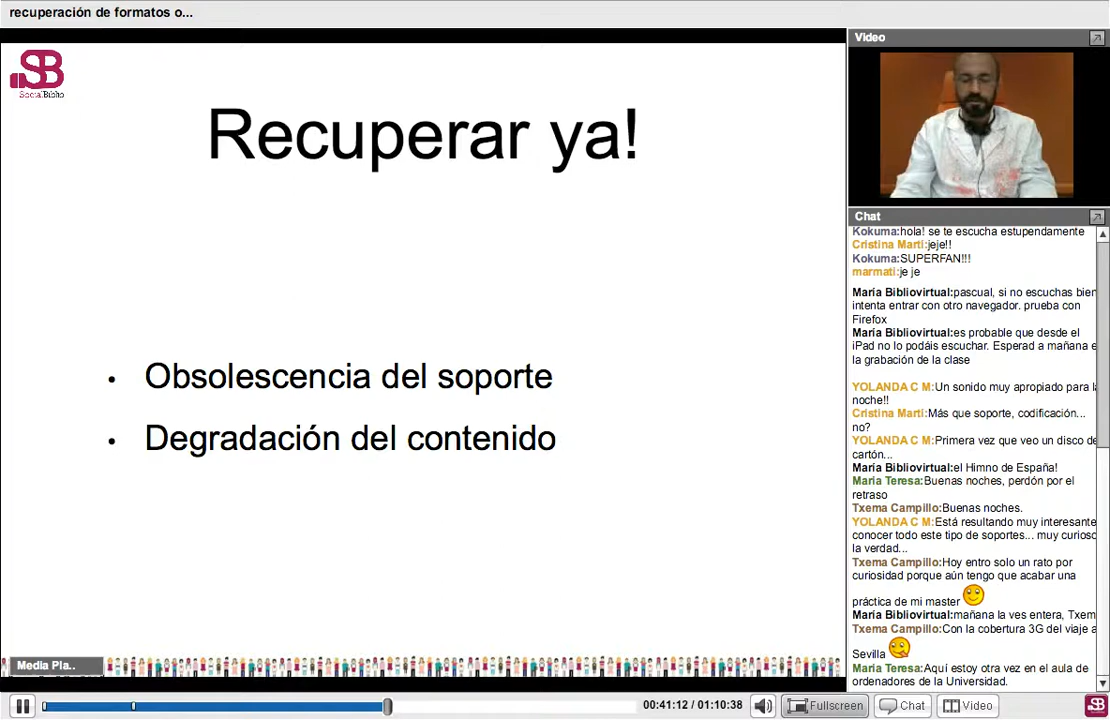 recuperación de formatos o...
SB
SocialBiblio
Recuperar ya!
• Obsolescencia del soporte
• Degradación del contenido
Media Pla..
Video
Chat
Kokuma:hola! se te escucha estupendamente
Cristina Marti:jeje!!
Kokuma:SUPERFAN!!!
marmati:je je
María Bibliovirtual:pascual, si no escuchas bien
intenta entrar con otro navegador. prueba con
Firefox
María Bibliovirtual:es probable que desde el
iPad no lo podáis escuchar. Esperad a mañana e
la grabación de la clase
YOLANDA C M:Un sonido muy apropiado para la
noche!!
Cristina Marti:Más que soporte, codificación...
no?
YOLANDA C M:Primera vez que veo un disco de
cartón...
María Bibliovirtual:el Himno de España!
Maria Teresa:Buenas noches, perdón por el
retraso
Txema Campillo:Buenas noches.
YOLANDA C M:Está resultando muy interesante
conocer todo este tipo de soportes... muy curioso
la verdad...
Txema Campillo:Hoy entro solo un rato por
curiosidad porque aún tengo que acabar una
práctica de mi master
María Bibliovirtual:mañana la ves entera, Txem
Txema Campillo:Con la cobertura 3G del viaje a
Sevilla
Maria Teresa:Aquí estoy otra vez en el aula de
ordenadores de la Universidad.
00:41:12 / 01:10:38
Fullscreen
Chat
Video
SB